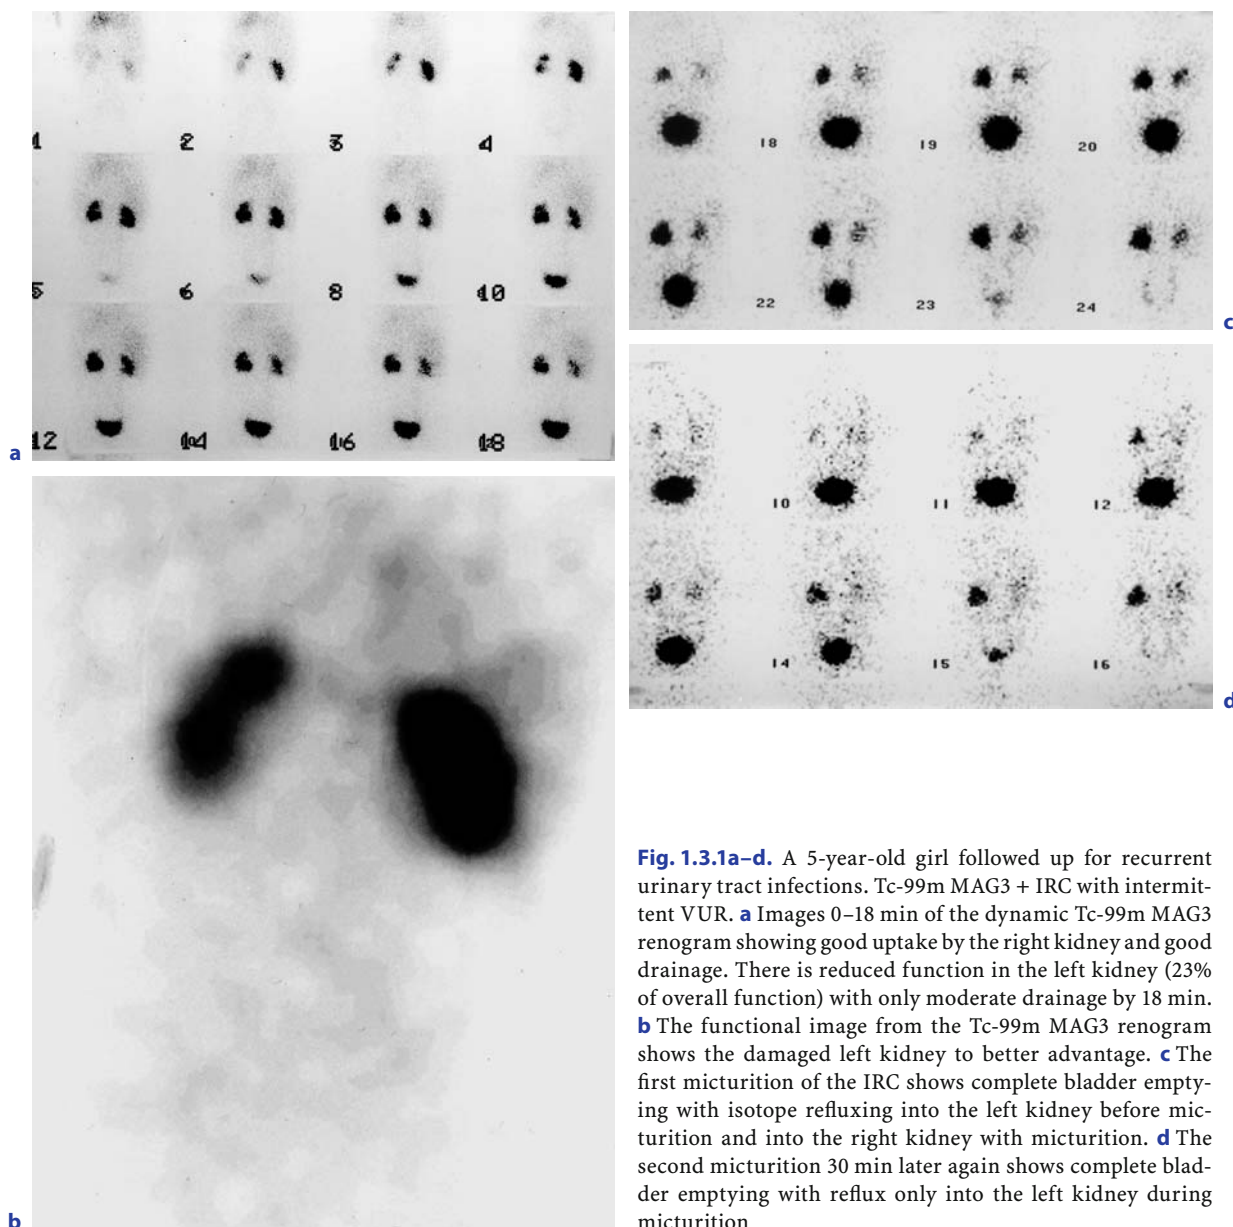 1 2 3 4
5 6 8 10
12 14 16 18
a
18 19 20
22 23 24
c
10 11 12
14 15 16
d
b
Fig. 1.3.1a–d. A 5-year-old girl followed up for recurrent
urinary tract infections. Tc-99m MAG3 + IRC with intermit-
tent VUR. a Images 0–18 min of the dynamic Tc-99m MAG3
renogram showing good uptake by the right kidney and good
drainage. There is reduced function in the left kidney (23%
of overall function) with only moderate drainage by 18 min.
b The functional image from the Tc-99m MAG3 renogram
shows the damaged left kidney to better advantage. c The
first micturition of the IRC shows complete bladder empty-
ing with isotope refluxing into the left kidney before mic-
turition and into the right kidney with micturition. d The
second micturition 30 min later again shows complete blad-
der emptying with reflux only into the left kidney during
micturition